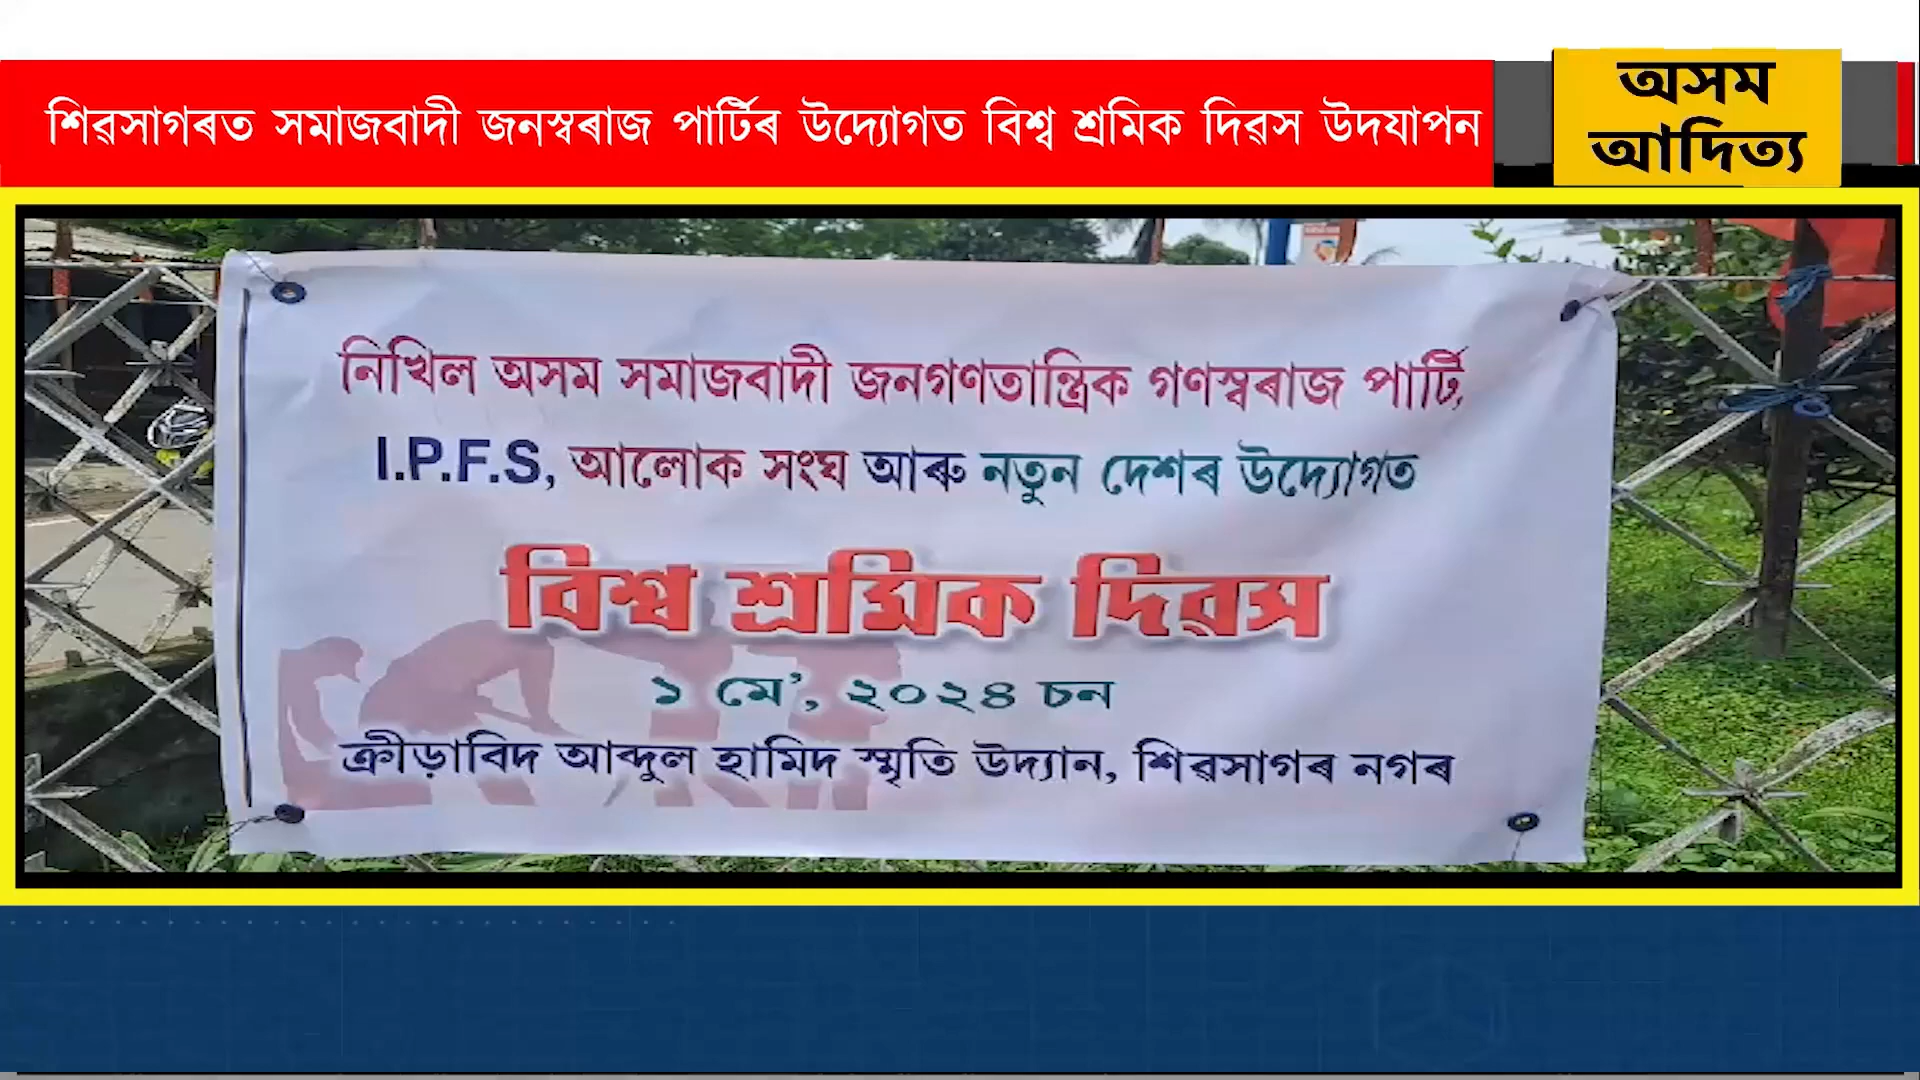 শিৱসাগৰত সমাজবাদী জনস্বৰাজ পার্টিৰ উদ্যোগত বিশ্ব শ্ৰমিক দিৱস উদযাপন
অসম
আদিত্য
নিখিল অসম সমাজবাদী জনগণতান্ত্ৰিক গণস্বৰাজ পার্টি,
I.P.F.S, আলোক সংঘ আৰু নতুন দেশৰ উদ্যোগত
বিশ্ব শ্ৰমিক দিৱস
১ মে’, ২০২৪ চন
ক্ৰীড়াবিদ আব্দুল হামিদ স্মৃতি উদ্যান, শিৱসাগৰ নগৰ